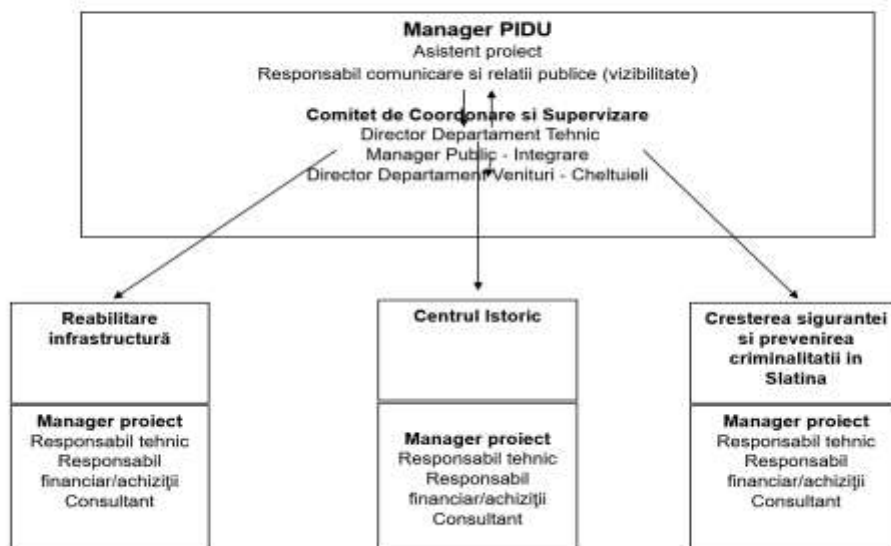 Manager PIDU
Asistent proiect
Responsabil comunicare si relatii publice (vizibilitate)
Comitet de Coordonare si Supervizare
Director Departament Tehnic
Manager Public - Integrare
Director Departament Venituri - Cheltuieli
Reabilitare
infrastructură
Manager proiect
Responsabil tehnic
Responsabil
financiar/achiziţii
Consultant
Centrul Istoric
Manager proiect
Responsabil tehnic
Responsabil
financiar/achiziţii
Consultant
Cresterea sigurantei
si prevenirea
criminalitatii in
Slatina
Manager proiect
Responsabil tehnic
Responsabil
financiar/achiziţii
Consultant